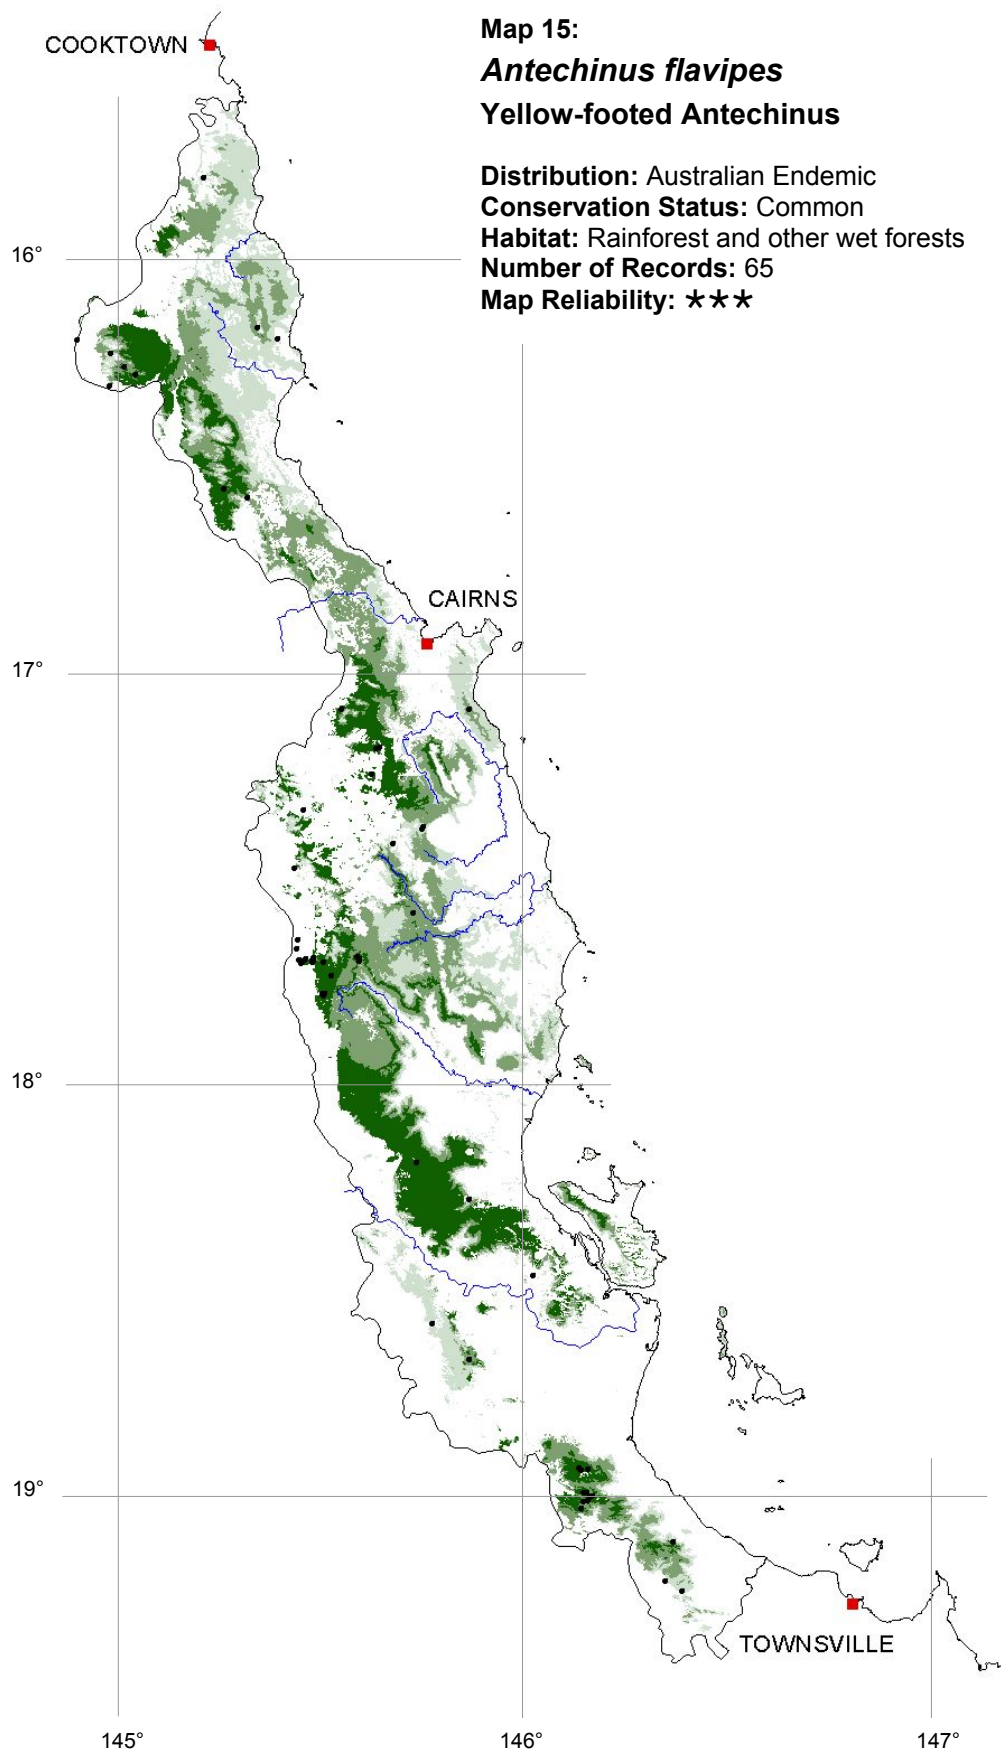 Map 15:
Antechinus flavipes
Yellow-footed Antechinus
Distribution: Australian Endemic
Conservation Status: Common
Habitat: Rainforest and other wet forests
Number of Records: 65
Map Reliability: ***
COOKTOWN
16°
CAIRNS
17°
18°
19°
TOWNSVILLE
145°
146°
147°